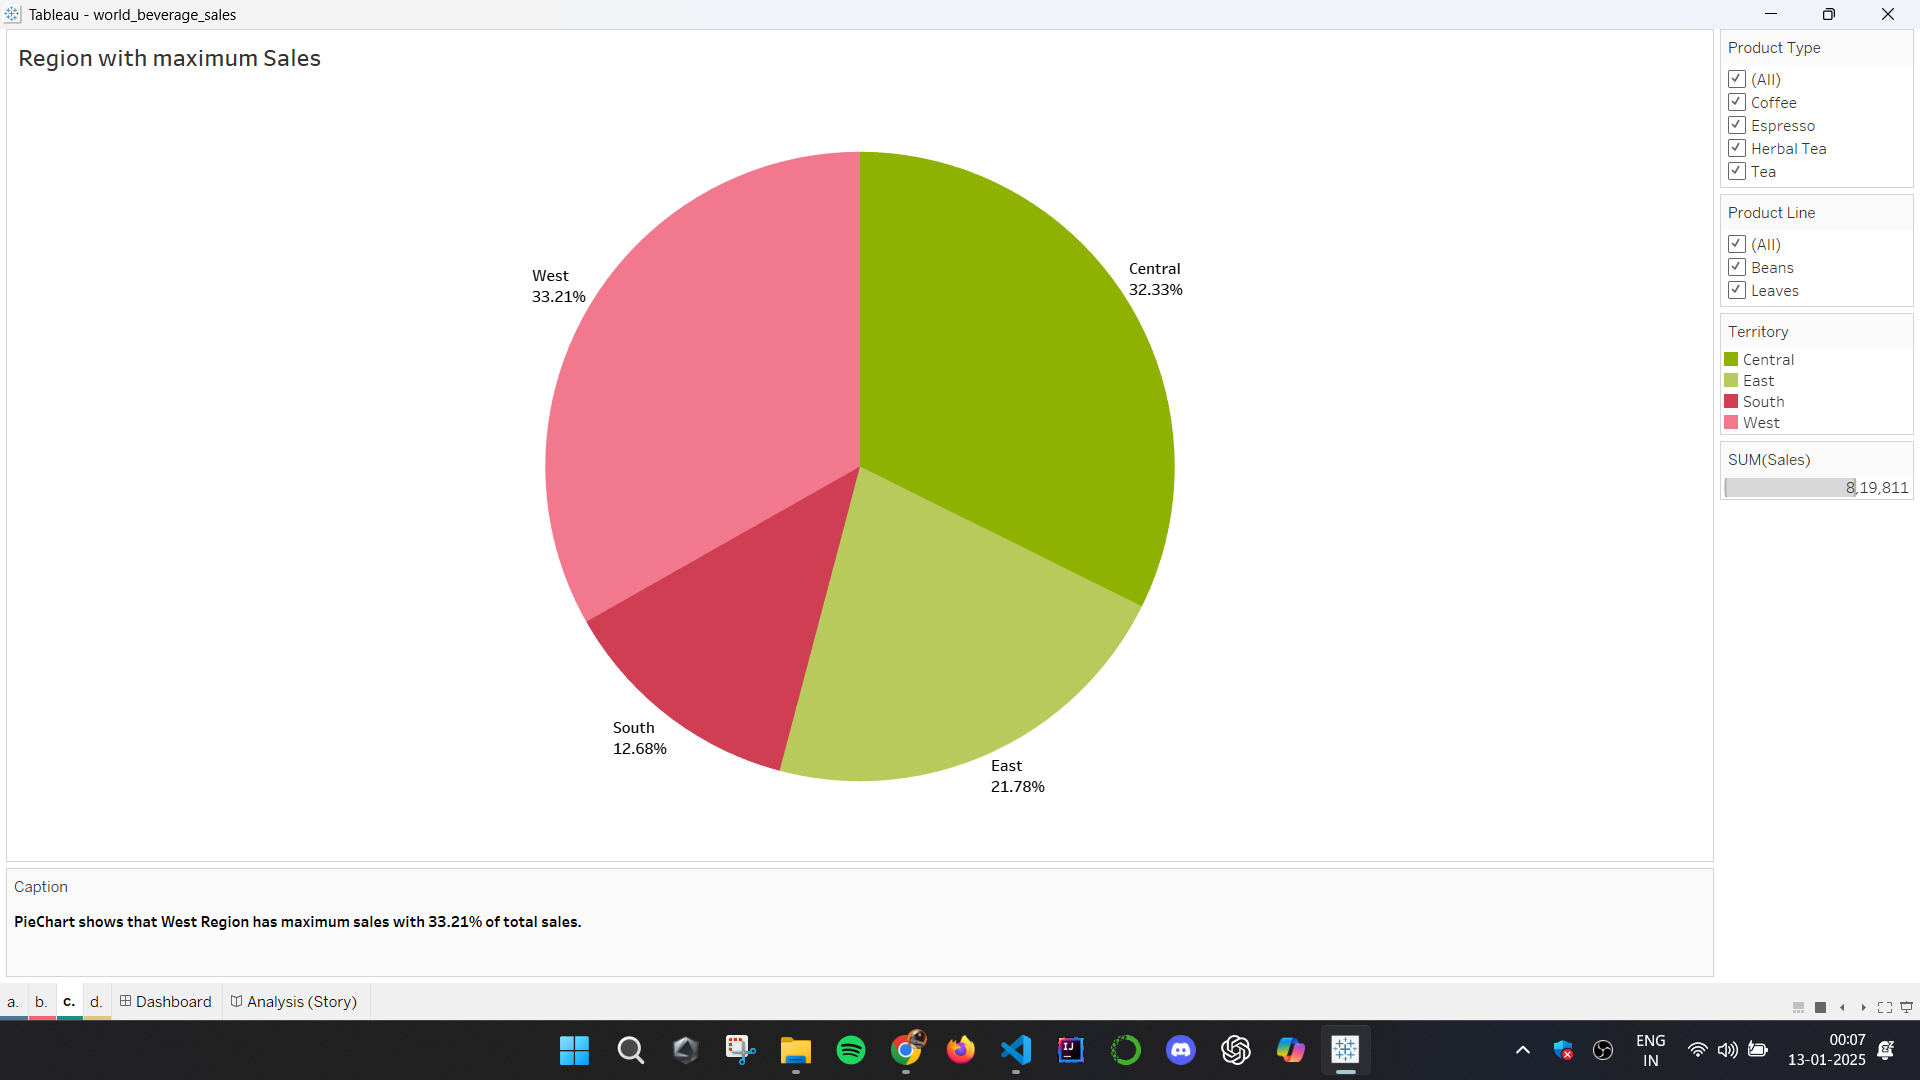 Tableau - world_beverage_sales
Region with maximum Sales
West
33.21%
Central
32.33%
South
12.68%
East
21.78%
Product Type
(All)
Coffee
Espresso
Herbal Tea
Tea
Product Line
(All)
Beans
Leaves
Territory
Central
East
South
West
SUM(Sales)
8,19,811
Caption
PieChart shows that West Region has maximum sales with 33.21% of total sales.
a. b. c. d. Dashboard Analysis (Story)
IJ
ENG
IN
00:07
13-01-2025